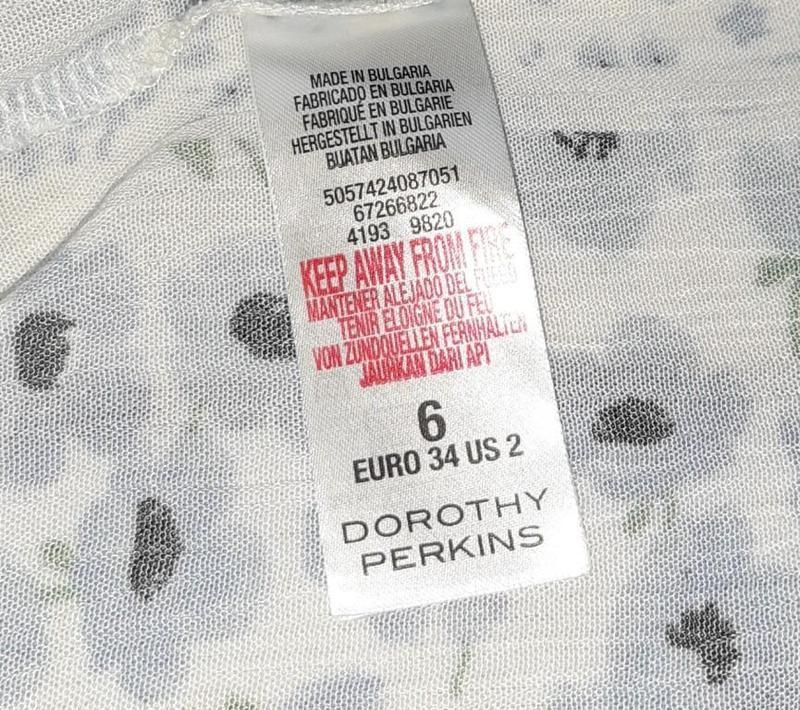 MADE IN BULGARIA
FABRICADO EN BULGARIA
FABRIQUÉ EN BULGARIE
HERGESTELLT IN BULGARIEN
BUATAN BULGARIA
5057424087051
67266822
4193 9820
KEEP AWAY FROM FIRE
MANTENER ALEJADO DEL FUEGO
TENIR ELOIGNE DU FEU
VON ZUNDQUELLEN FERNHALTEN
JAUHKAN DARI API
6
EURO 34 US 2
DOROTHY
PERKINS